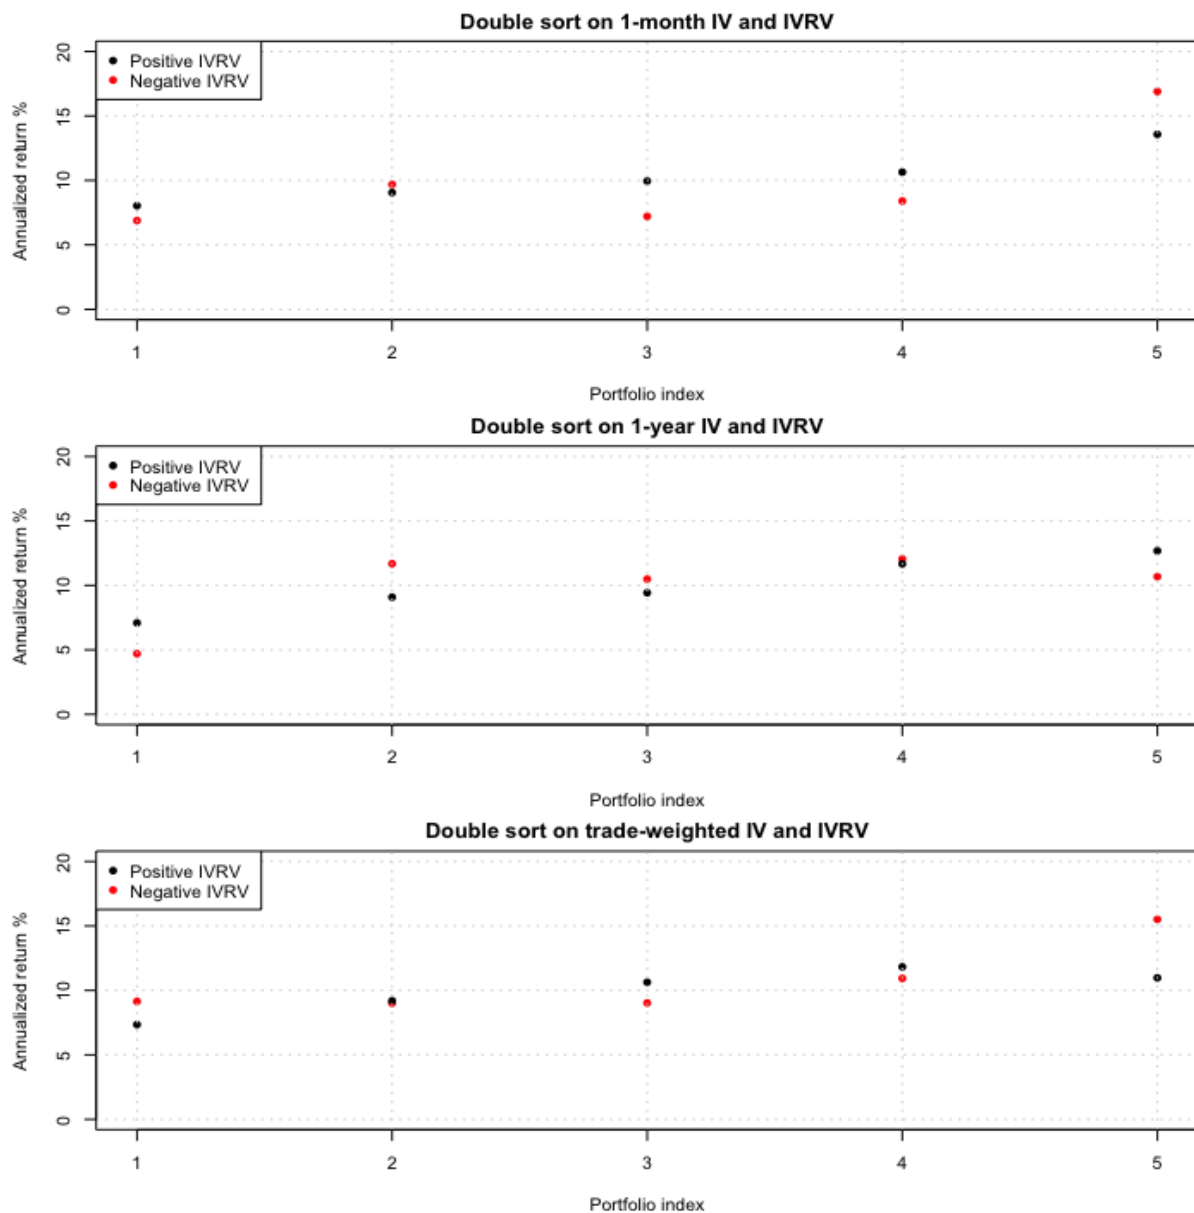 Double sort on 1-month IV and IVRV
Positive IVRV
Negative IVRV
Annualized return %
20
15
10
5
0
1 2 3 4 5
Portfolio index
Double sort on 1-year IV and IVRV
Positive IVRV
Negative IVRV
Annualized return %
20
15
10
5
0
1 2 3 4 5
Portfolio index
Double sort on trade-weighted IV and IVRV
Positive IVRV
Negative IVRV
Annualized return %
20
15
10
5
0
1 2 3 4 5
Portfolio index